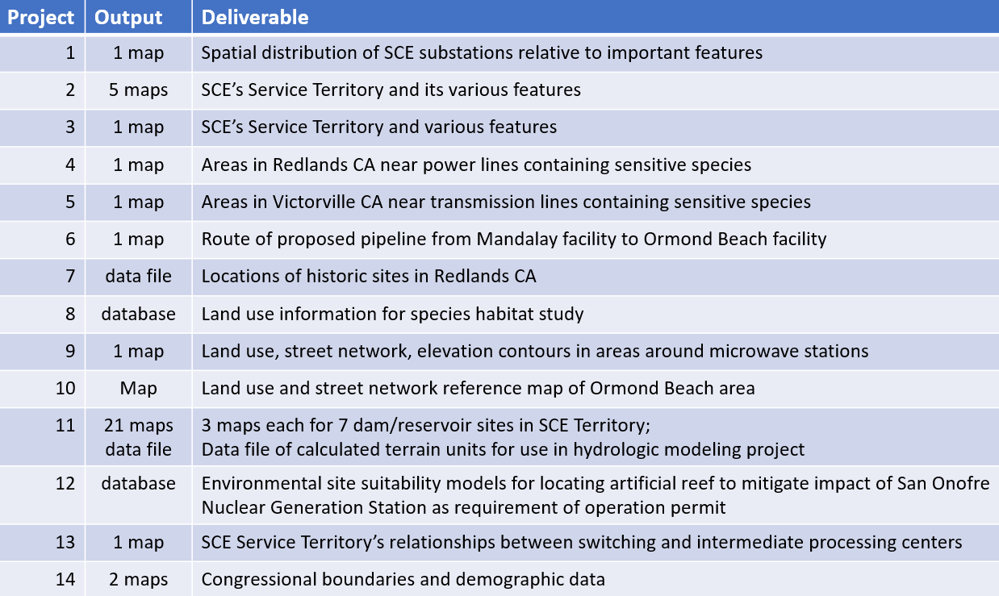 Project Output Deliverable
1 1 map Spatial distribution of SCE substations relative to important features
2 5 maps SCE’s Service Territory and its various features
3 1 map SCE’s Service Territory and various features
4 1 map Areas in Redlands CA near power lines containing sensitive species
5 1 map Areas in Victorville CA near transmission lines containing sensitive species
6 1 map Route of proposed pipeline from Mandalay facility to Ormond Beach facility
7 data file Locations of historic sites in Redlands CA
8 database Land use information for species habitat study
9 1 map Land use, street network, elevation contours in areas around microwave stations
10 Map Land use and street network reference map of Ormond Beach area
11 21 maps 3 maps each for 7 dam/reservoir sites in SCE Territory;
data file Data file of calculated terrain units for use in hydrologic modeling project
12 database Environmental site suitability models for locating artificial reef to mitigate impact of San Onofre
Nuclear Generation Station as requirement of operation permit
13 1 map SCE Service Territory’s relationships between switching and intermediate processing centers
14 2 maps Congressional boundaries and demographic data